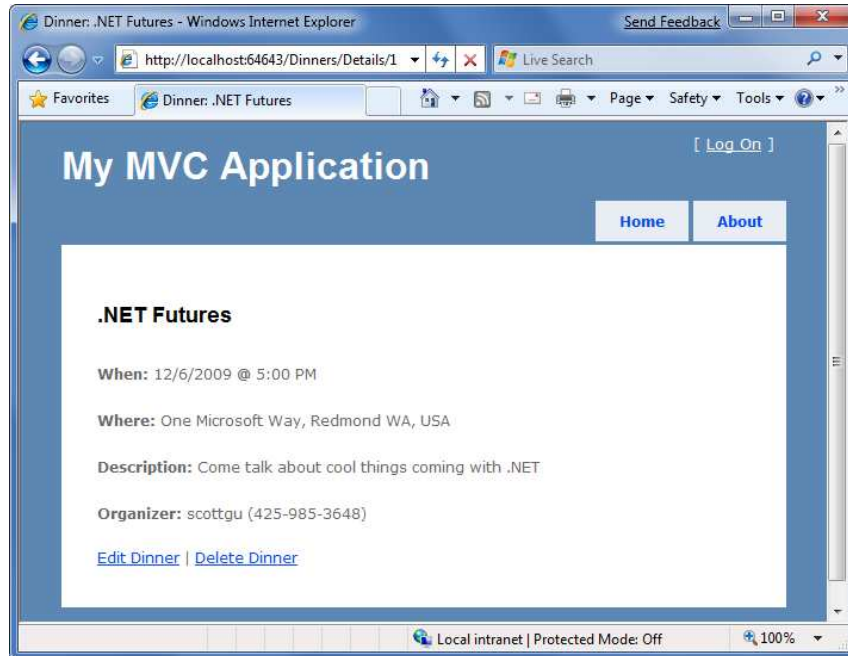 Dinner: .NET Futures - Windows Internet Explorer
Send Feedback
http://localhost:64643/Dinners/Details/1
Live Search
Favorites
Dinner: .NET Futures
Page
Safety
Tools
»
[ Log On ]
My MVC Application
Home
About
.NET Futures
When: 12/6/2009 @ 5:00 PM
Where: One Microsoft Way, Redmond WA, USA
Description: Come talk about cool things coming with .NET
Organizer: scottgu (425-985-3648)
Edit Dinner | Delete Dinner
Local intranet | Protected Mode: Off
100%